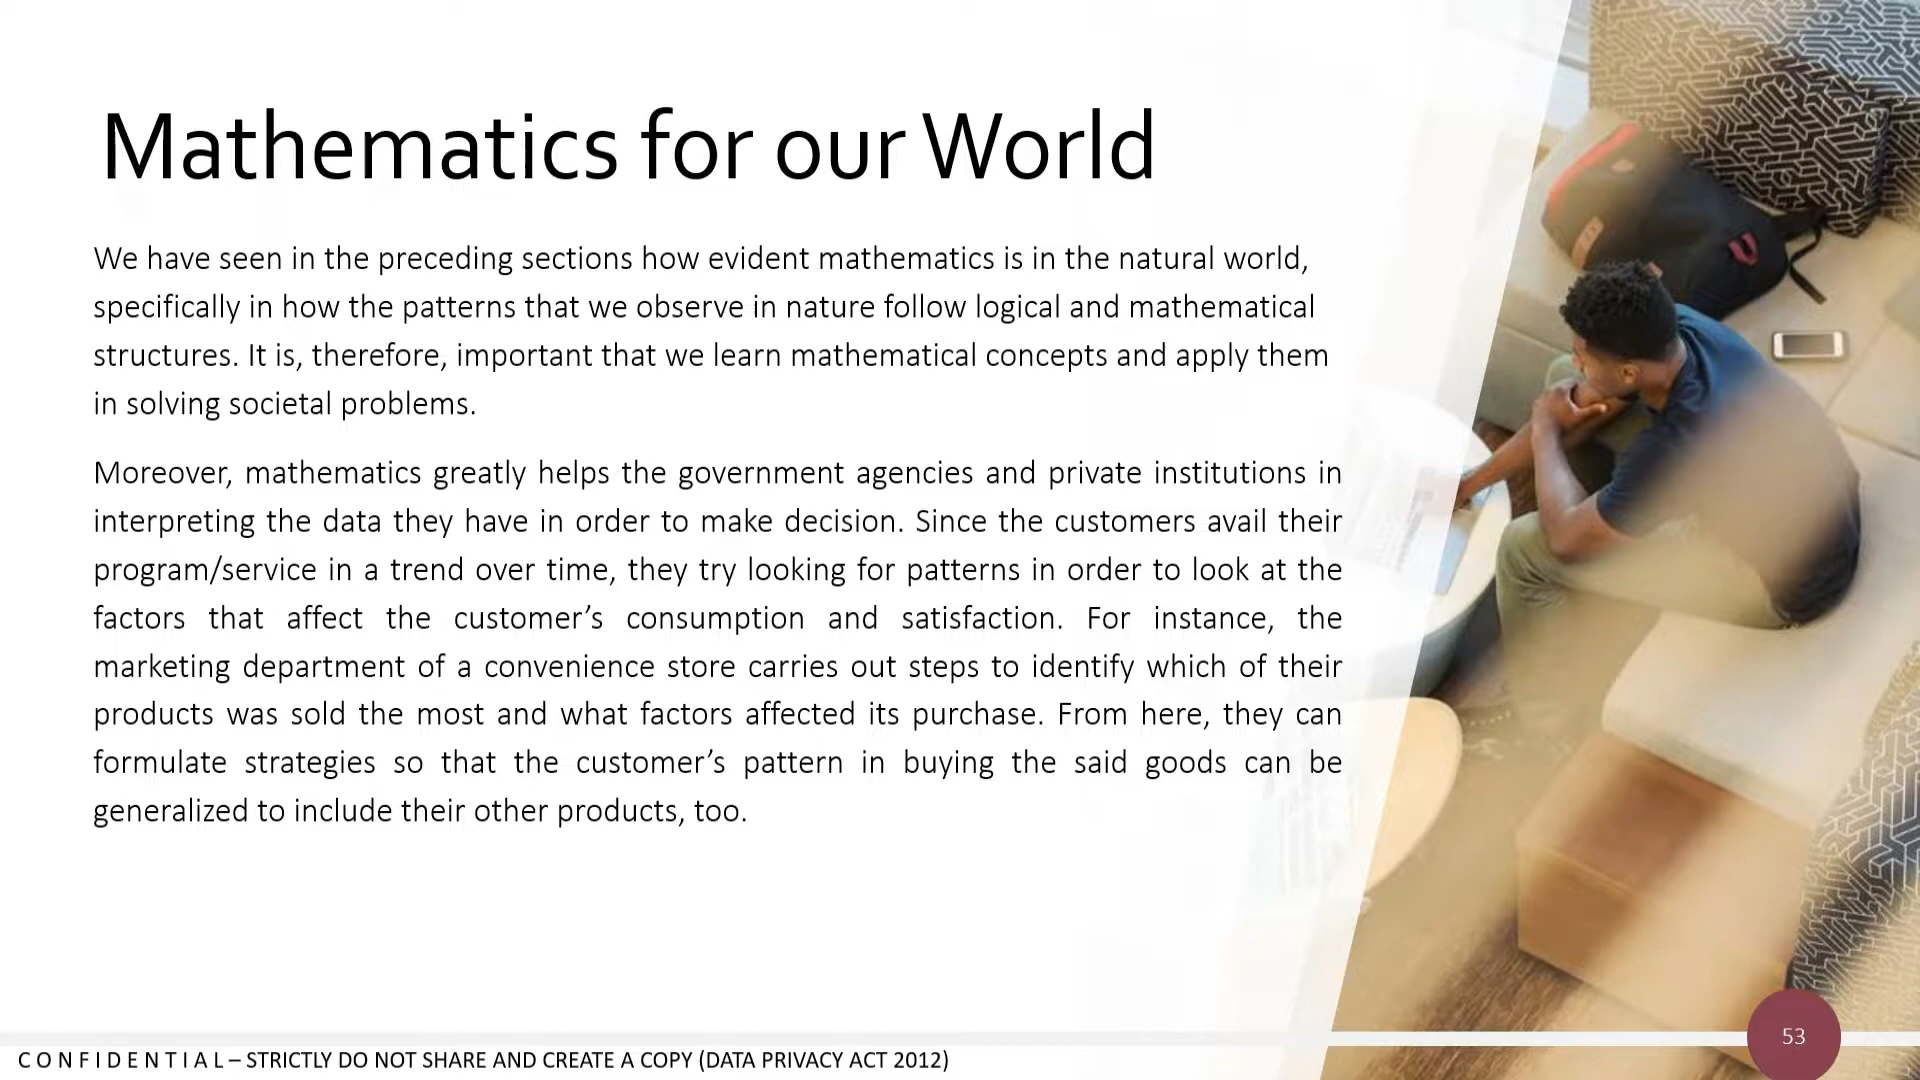 Mathematics for our World
We have seen in the preceding sections how evident mathematics is in the natural world,
specifically in how the patterns that we observe in nature follow logical and mathematical
structures. It is, therefore, important that we learn mathematical concepts and apply them
in solving societal problems.
Moreover, mathematics greatly helps the government agencies and private institutions in
interpreting the data they have in order to make decision. Since the customers avail their
program/service in a trend over time, they try looking for patterns in order to look at the
factors that affect the customer’s consumption and satisfaction. For instance, the
marketing department of a convenience store carries out steps to identify which of their
products was sold the most and what factors affected its purchase. From here, they can
formulate strategies so that the customer’s pattern in buying the said goods can be
generalized to include their other products, too.
53
C O N F I D E N T I A L – STRICTLY DO NOT SHARE AND CREATE A COPY (DATA PRIVACY ACT 2012)